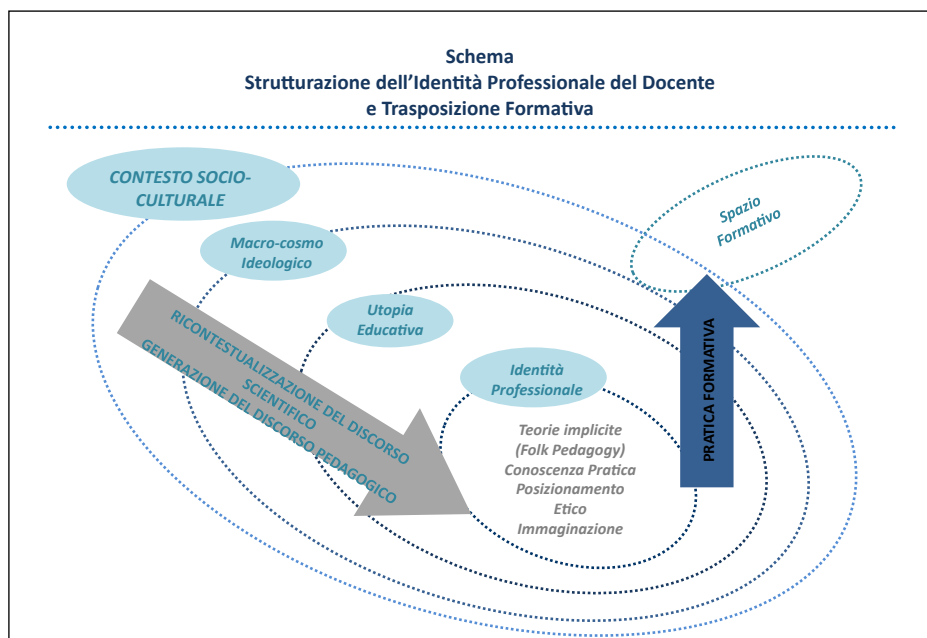 Schema
Strutturazione dell'Identità Professionale del Docente
e Trasposizione Formativa
CONTESTO SOCIO-
CULTURALE
Macro-cosmo
Ideologico
Utopia
Educativa
Identità
Professionale
Spazio
Formativo
RICONTESTUALIZZAZIONE DEL DISCORSO
SCIENTIFICO
GENERAZIONE DEL DISCORSO PEDAGOGICO
Teorie implicite
(Folk Pedagogy)
Conoscenza Pratica
Posizionamento
Etico
Immaginazione
PRATICA FORMATIVA